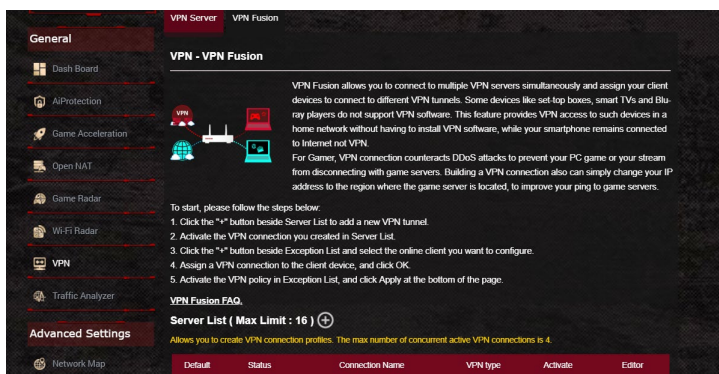 VPN Server VPN Fusion
General
Dash Board
AiProtection
Game Acceleration
Open NAT
Game Radar
Wi-Fi Radar
VPN
Traffic Analyzer
Advanced Settings
Network Map
VPN - VPN Fusion
VPN
VPN Fusion allows you to connect to multiple VPN servers simultaneously and assign your client
devices to connect to different VPN tunnels. Some devices like set-top boxes, smart TVs and Blu-
ray players do not support VPN software. This feature provides VPN access to such devices in a
home network without having to install VPN software, while your smartphone remains connected
to Internet not VPN.
For Gamer, VPN connection counteracts DDoS attacks to prevent your PC game or your stream
from disconnecting with game servers. Building a VPN connection also can simply change your IP
address to the region where the game server is located, to improve your ping to game servers.
To start, please follow the steps below:
1. Click the "+" button beside Server List to add a new VPN tunnel.
2. Activate the VPN connection you created in Server List.
3. Click the "+" button beside Exception List and select the online client you want to configure.
4. Assign a VPN connection to the client device, and click OK.
5. Activate the VPN policy in Exception List, and click Apply at the bottom of the page.
VPN Fusion FAQ.
Server List ( Max Limit : 16 )
Allows you to create VPN connection profiles. The max number of concurrent active VPN connections is 4.
Default Status Connection Name VPN type Activate Editor